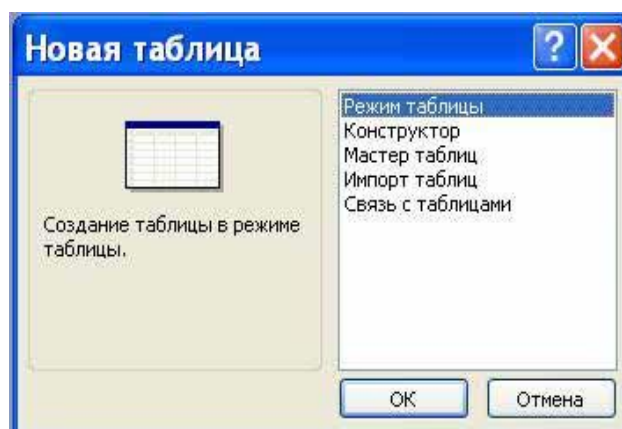 Новая таблица
?
Создание таблицы в режиме
таблицы.
Режим таблицы
Конструктор
Мастер таблиц
Импорт таблиц
Связь с таблицами
ОК
Отмена